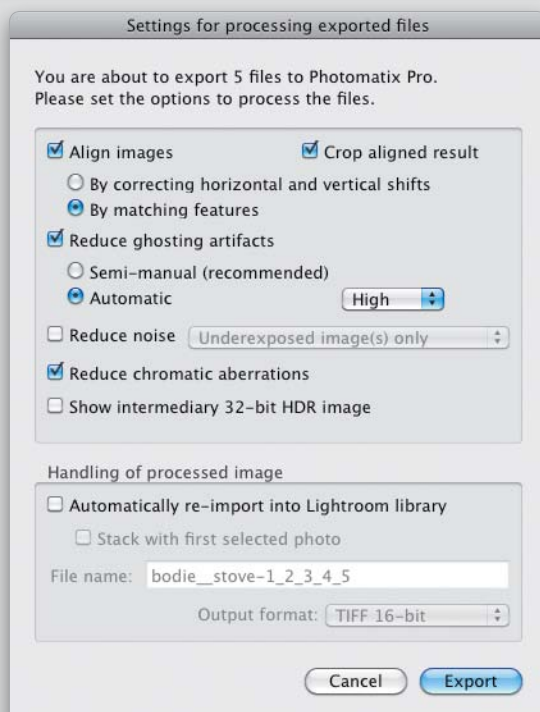 Settings for processing exported files
You are about to export 5 files to Photomatix Pro.
Please set the options to process the files.
Align images
Crop aligned result
By correcting horizontal and vertical shifts
By matching features
Reduce ghosting artifacts
Semi-manual (recommended)
Automatic
High
Reduce noise
Underexposed image(s) only
Reduce chromatic aberrations
Show intermediary 32-bit HDR image
Handling of processed image
Automatically re-import into Lightroom library
Stack with first selected photo
File name: bodie__stove-1_2_3_4_5
Output format: TIFF 16-bit
Cancel
Export